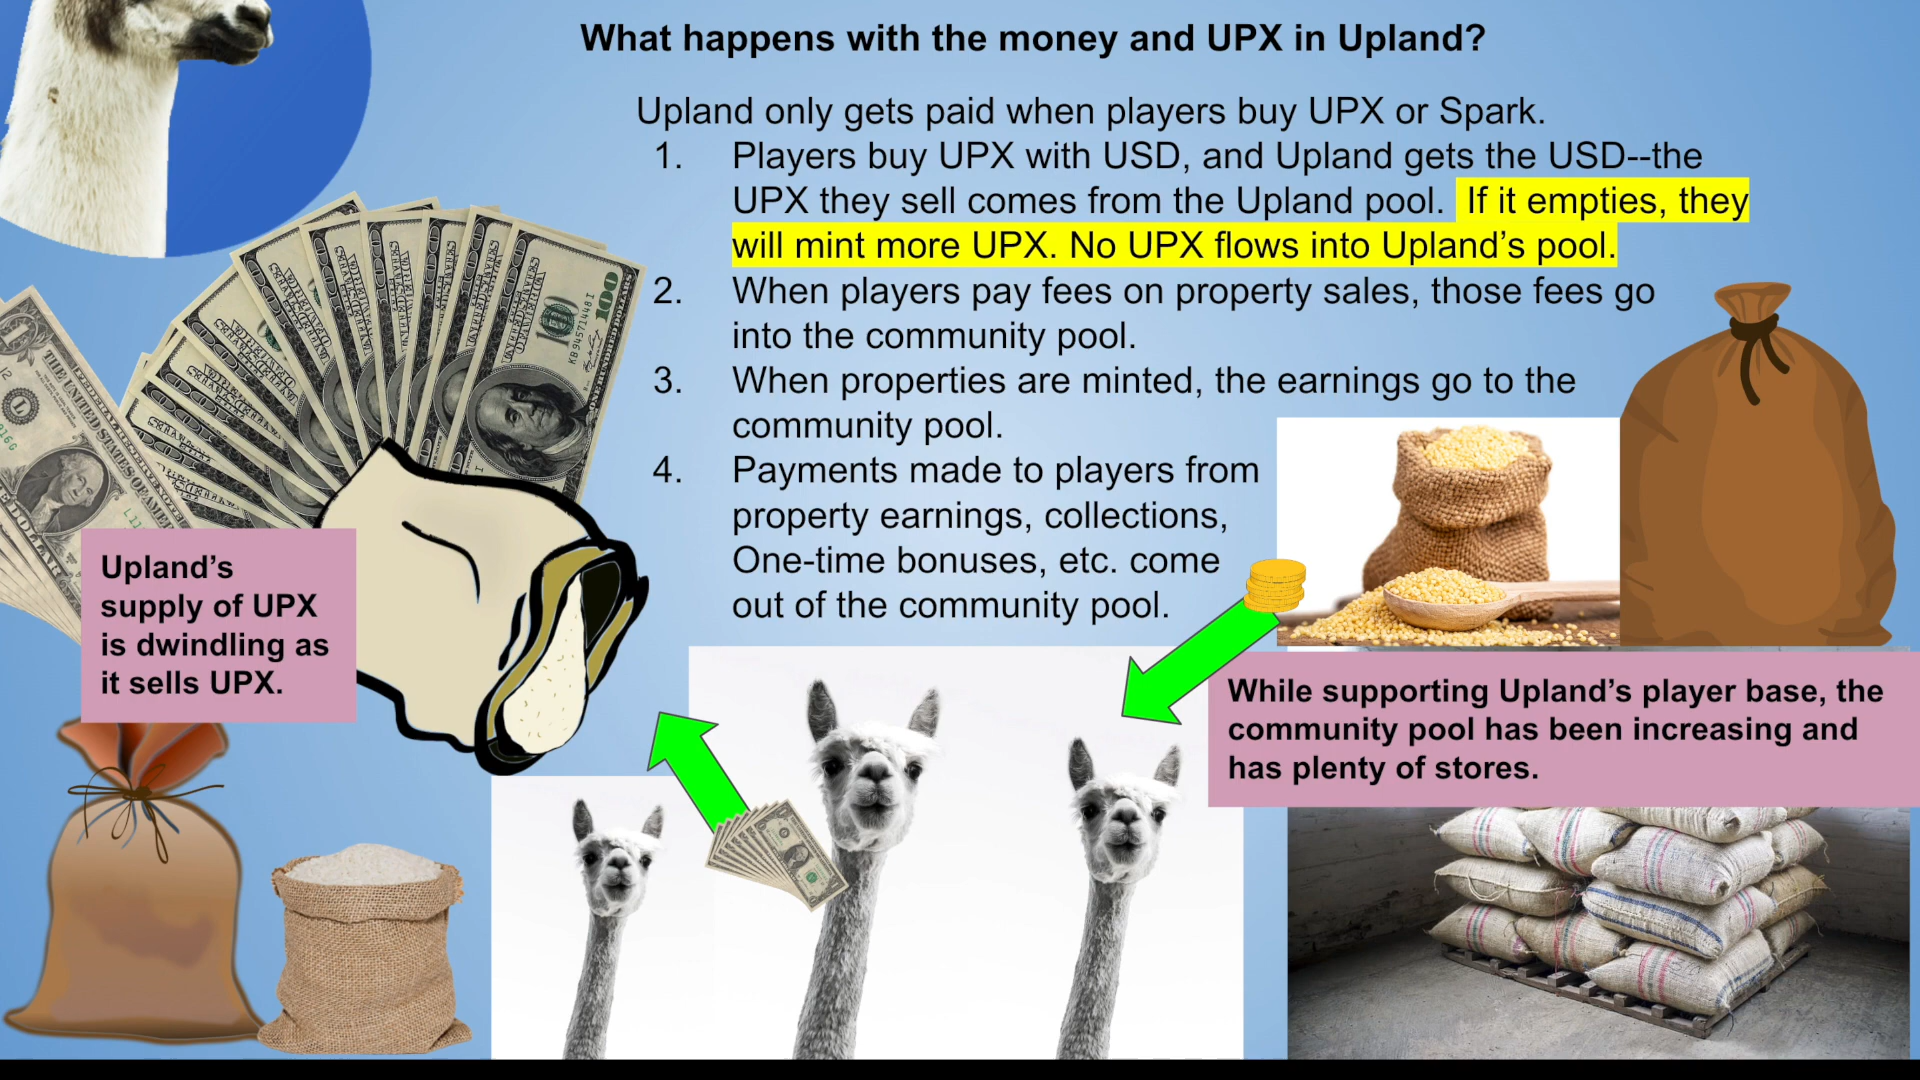 What happens with the money and UPX in Upland?
Upland only gets paid when players buy UPX or Spark.
1. Players buy UPX with USD, and Upland gets the USD--the
UPX they sell comes from the Upland pool. If it empties, they
will mint more UPX. No UPX flows into Upland's pool.
2. When players pay fees on property sales, those fees go
into the community pool.
3. When properties are minted, the earnings go to the
community pool.
4. Payments made to players from
property earnings, collections,
One-time bonuses, etc. come
out of the community pool.
Upland's
supply of UPX
is dwindling as
it sells UPX.
While supporting Upland's player base, the
community pool has been increasing and
has plenty of stores.
100
100